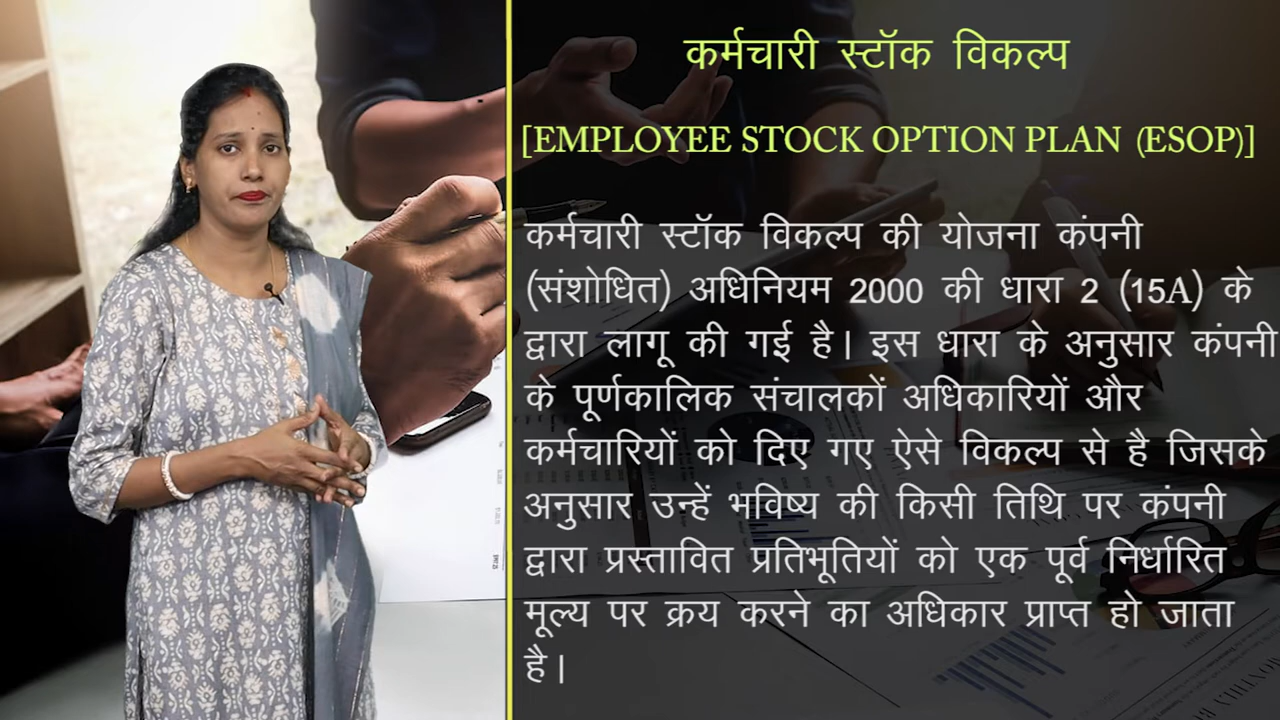 कर्मचारी स्टॉक विकल्प
[EMPLOYEE STOCK OPTION PLAN (ESOP)]
कर्मचारी स्टॉक विकल्प की योजना कंपनी
(संशोधित) अधिनियम 2000 की धारा 2 (15A) के
द्वारा लागू की गई है। इस धारा के अनुसार कंपनी
के पूर्णकालिक संचालकों अधिकारियों और
कर्मचारियों को दिए गए ऐसे विकल्प से है जिसके
अनुसार उन्हें भविष्य की किसी तिथि पर कंपनी
द्वारा प्रस्तावित प्रतिभूतियों को एक पूर्व निर्धारित
मूल्य पर क्रय करने का अधिकार प्राप्त हो जाता
है।